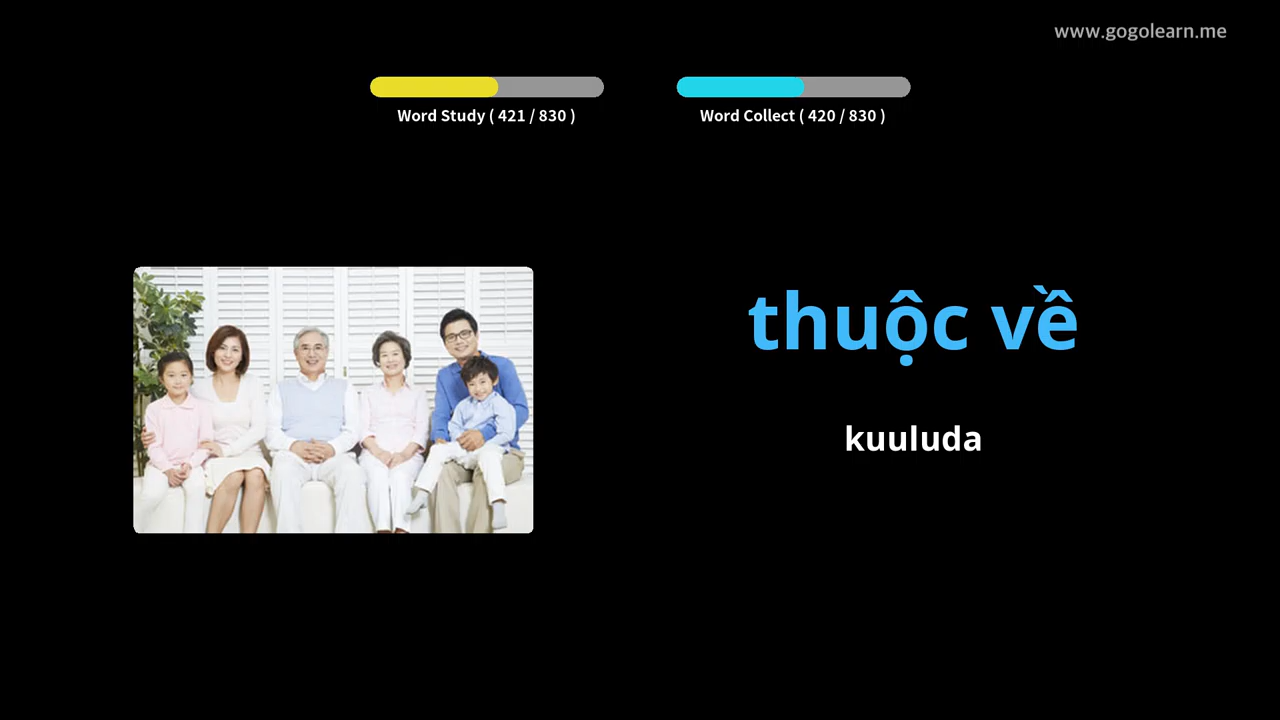 www.gogolearn.me
Word Study ( 421 / 830 )
Word Collect ( 420 / 830 )
thuộc về
kuuluda